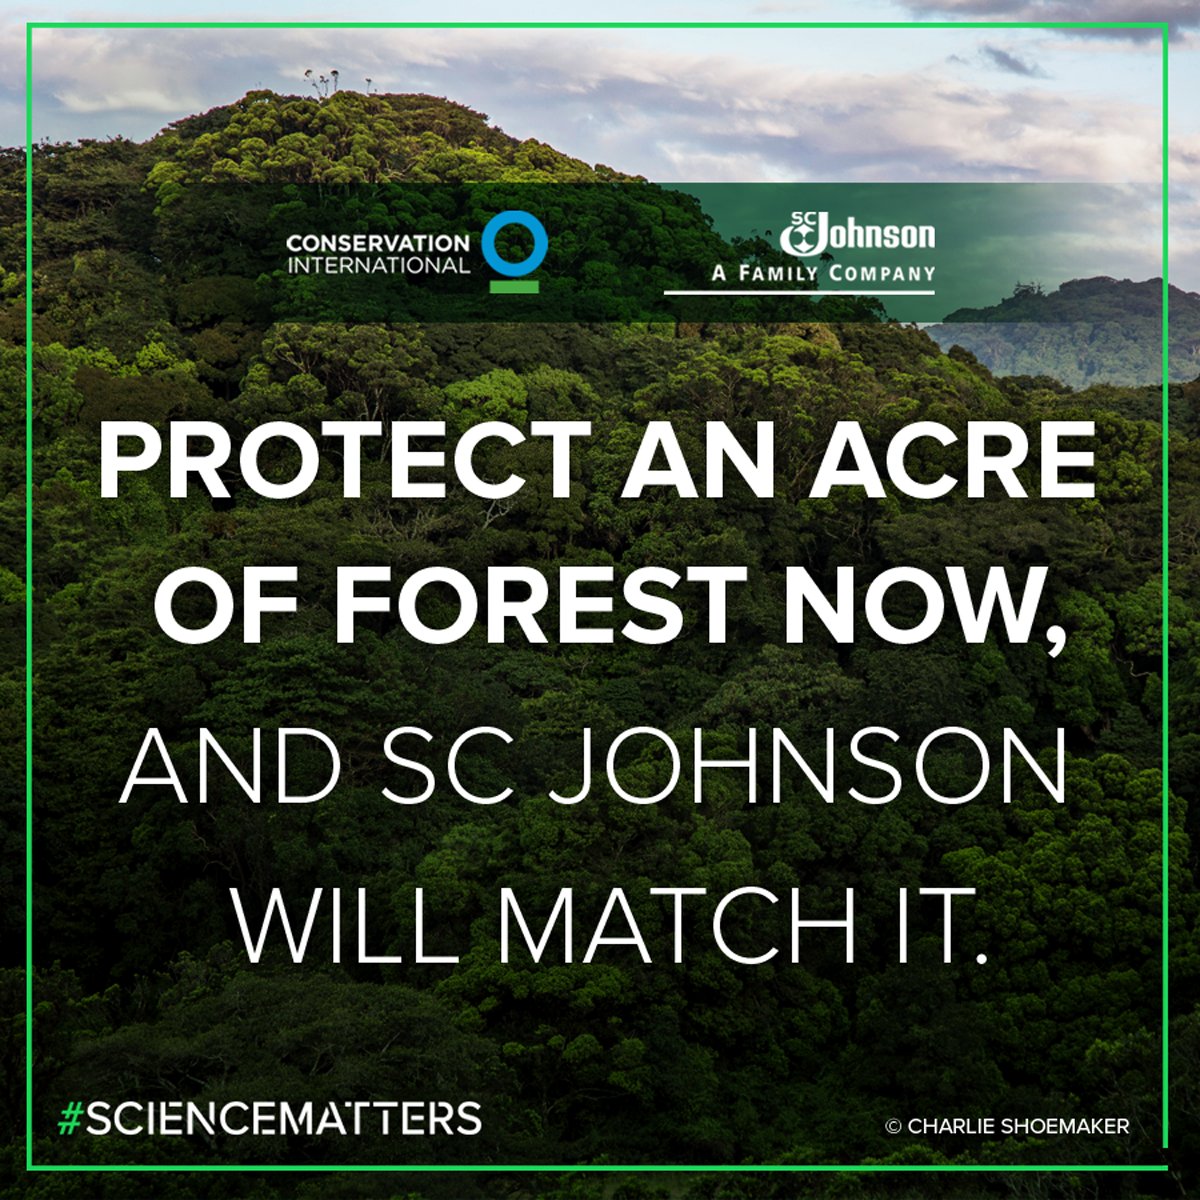 CONSERVATION
INTERNATIONAL
SC Johnson
A FAMILY COMPANY
PROTECT AN ACRE
OF FOREST NOW,
AND SC JOHNSON
WILL MATCH IT.
#SCIENCEMATTERS
© CHARLIE SHOEMAKER